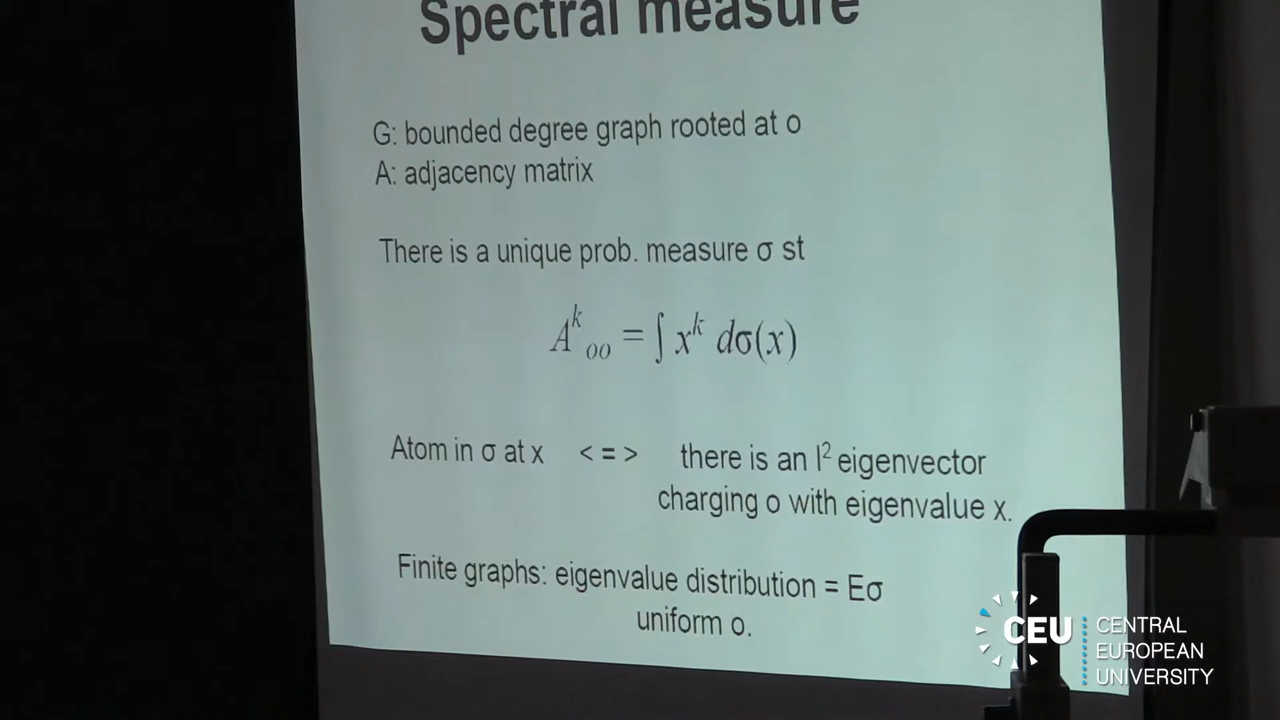 Spectral measure
G: bounded degree graph rooted at o
A: adjacency matrix
There is a unique prob. measure σ st
A^k_oo = ∫ x^k dσ(x)
Atom in σ at x <=> there is an l² eigenvector
charging o with eigenvalue x.
Finite graphs: eigenvalue distribution = Eσ
uniform o.
CEU
CENTRAL
EUROPEAN
UNIVERSITY